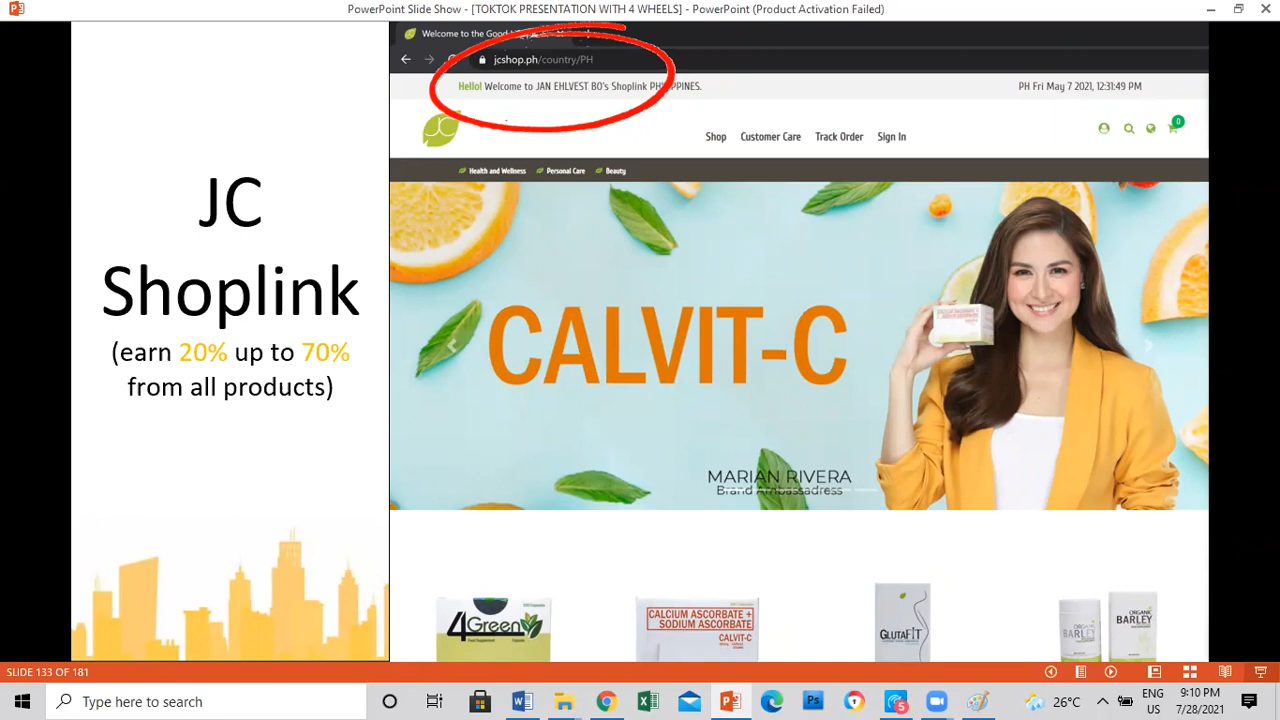 PowerPoint Slide Show - [TOKTOK PRESENTATION WITH 4 WHEELS] - PowerPoint (Product Activation Failed)
JC
Shoplink
(earn 20% up to 70%
from all products)
jcshop.ph/country/PH
Hello! Welcome to JAN EHLVEST BO's Shoplink PHILIPPINES.
PH Fri May 7 2021, 12:31:49 PM
JC
Shop Customer Care Track Order Sign In
0
Health and Wellness Personal Care Beauty
CALVIT-C
MARIAN RIVERA
Brand Ambassadress
4Green
CALCIUM ASCORBATE +
SODIUM ASCORBATE
CALVIT-C
GLUTAFIT
ORGANIC
BARLEY
ORGANIC
BARLEY
SLIDE 133 OF 181
Type here to search
5
26°C
ENG
US
9:10 PM
7/28/2021